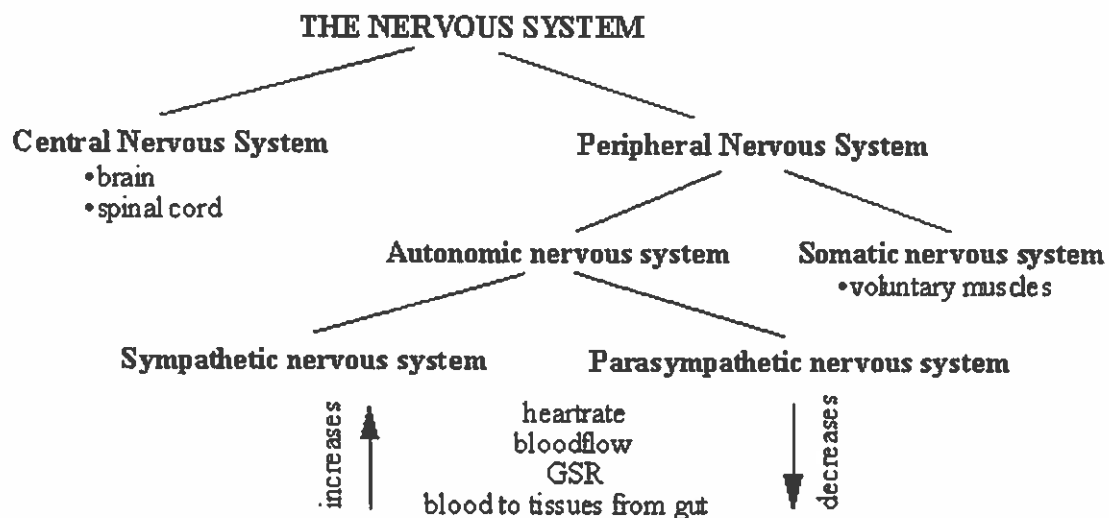 THE NERVOUS SYSTEM
Central Nervous System
•brain
•spinal cord
Peripheral Nervous System
Autonomic nervous system
Somatic nervous system
•voluntary muscles
Sympathetic nervous system
Parasympathetic nervous system
increases
heartrate
bloodflow
GSR
blood to tissues from gut
decreases